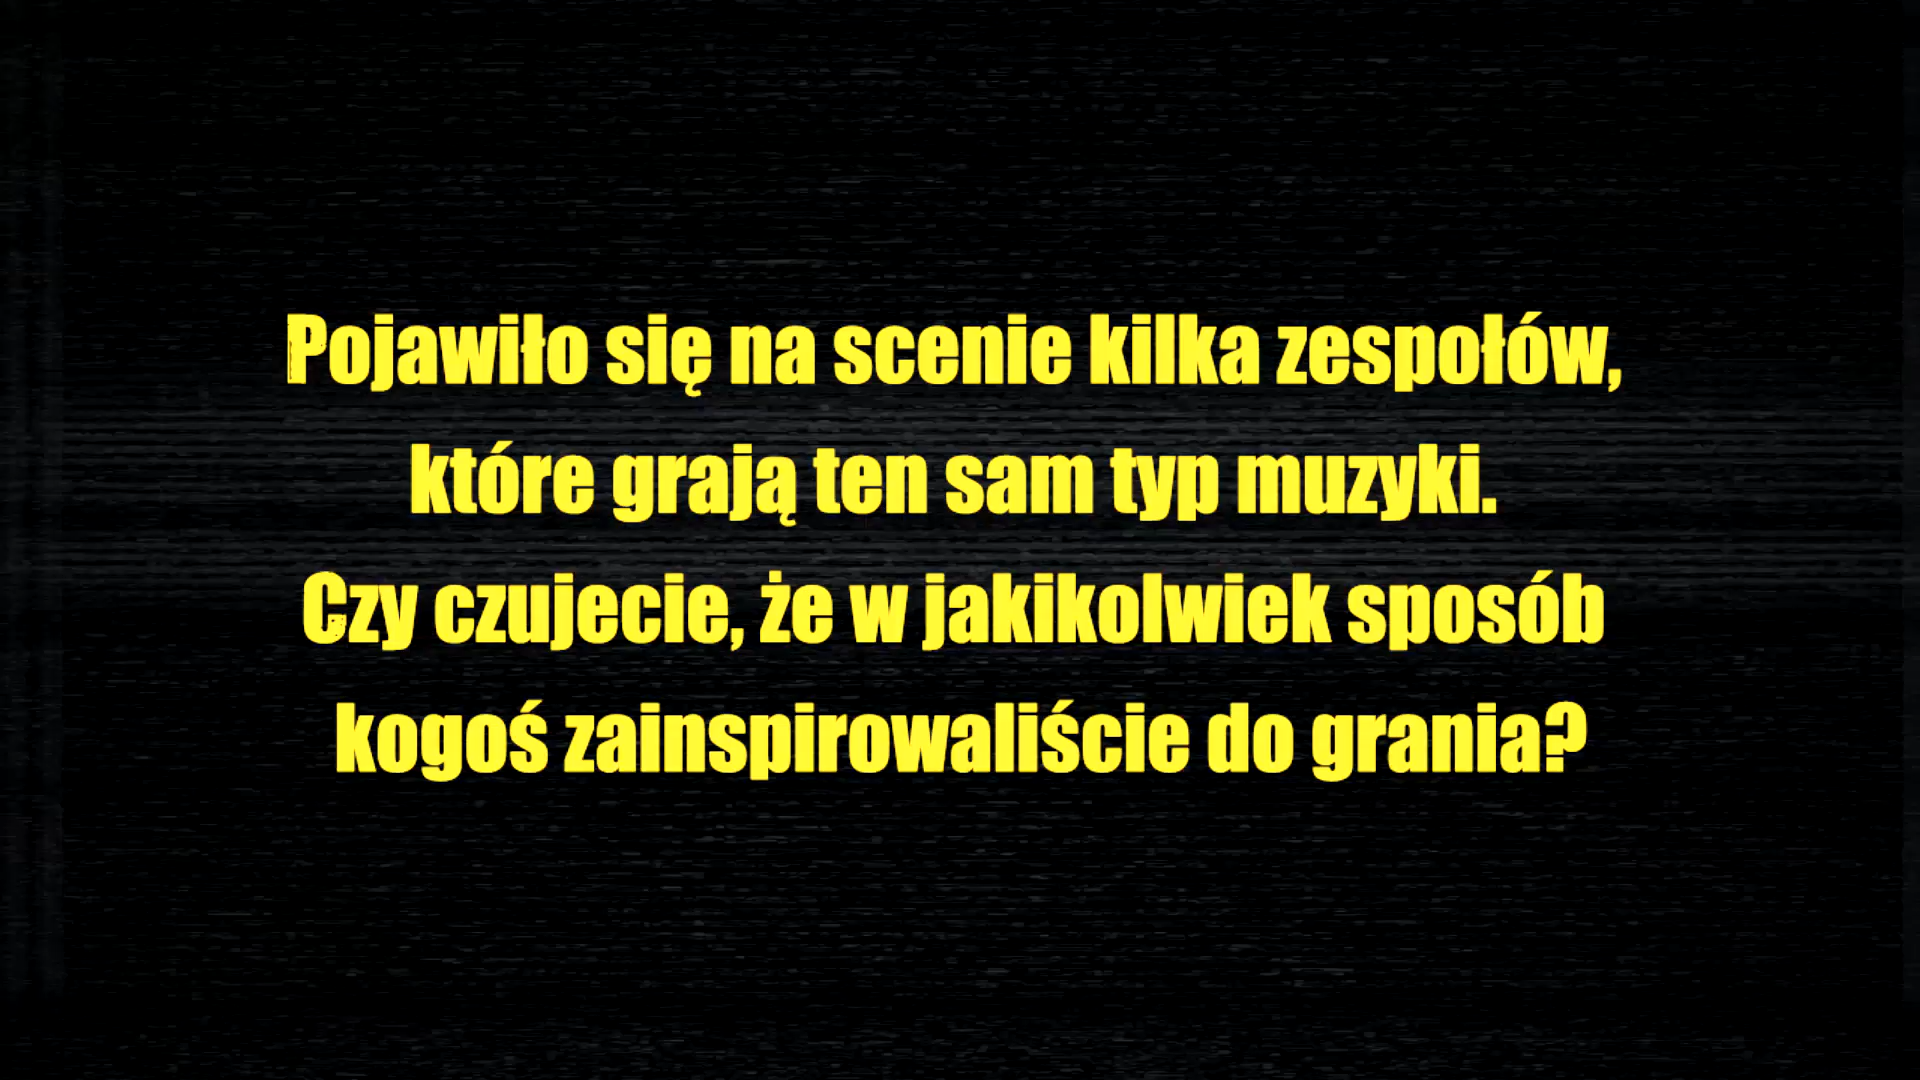 Pojawiło się na scenie kilka zespołów,
które grają ten sam typ muzyki.
Czy czujecie, że w jakikolwiek sposób
kogoś zainspirowaliście do grania?